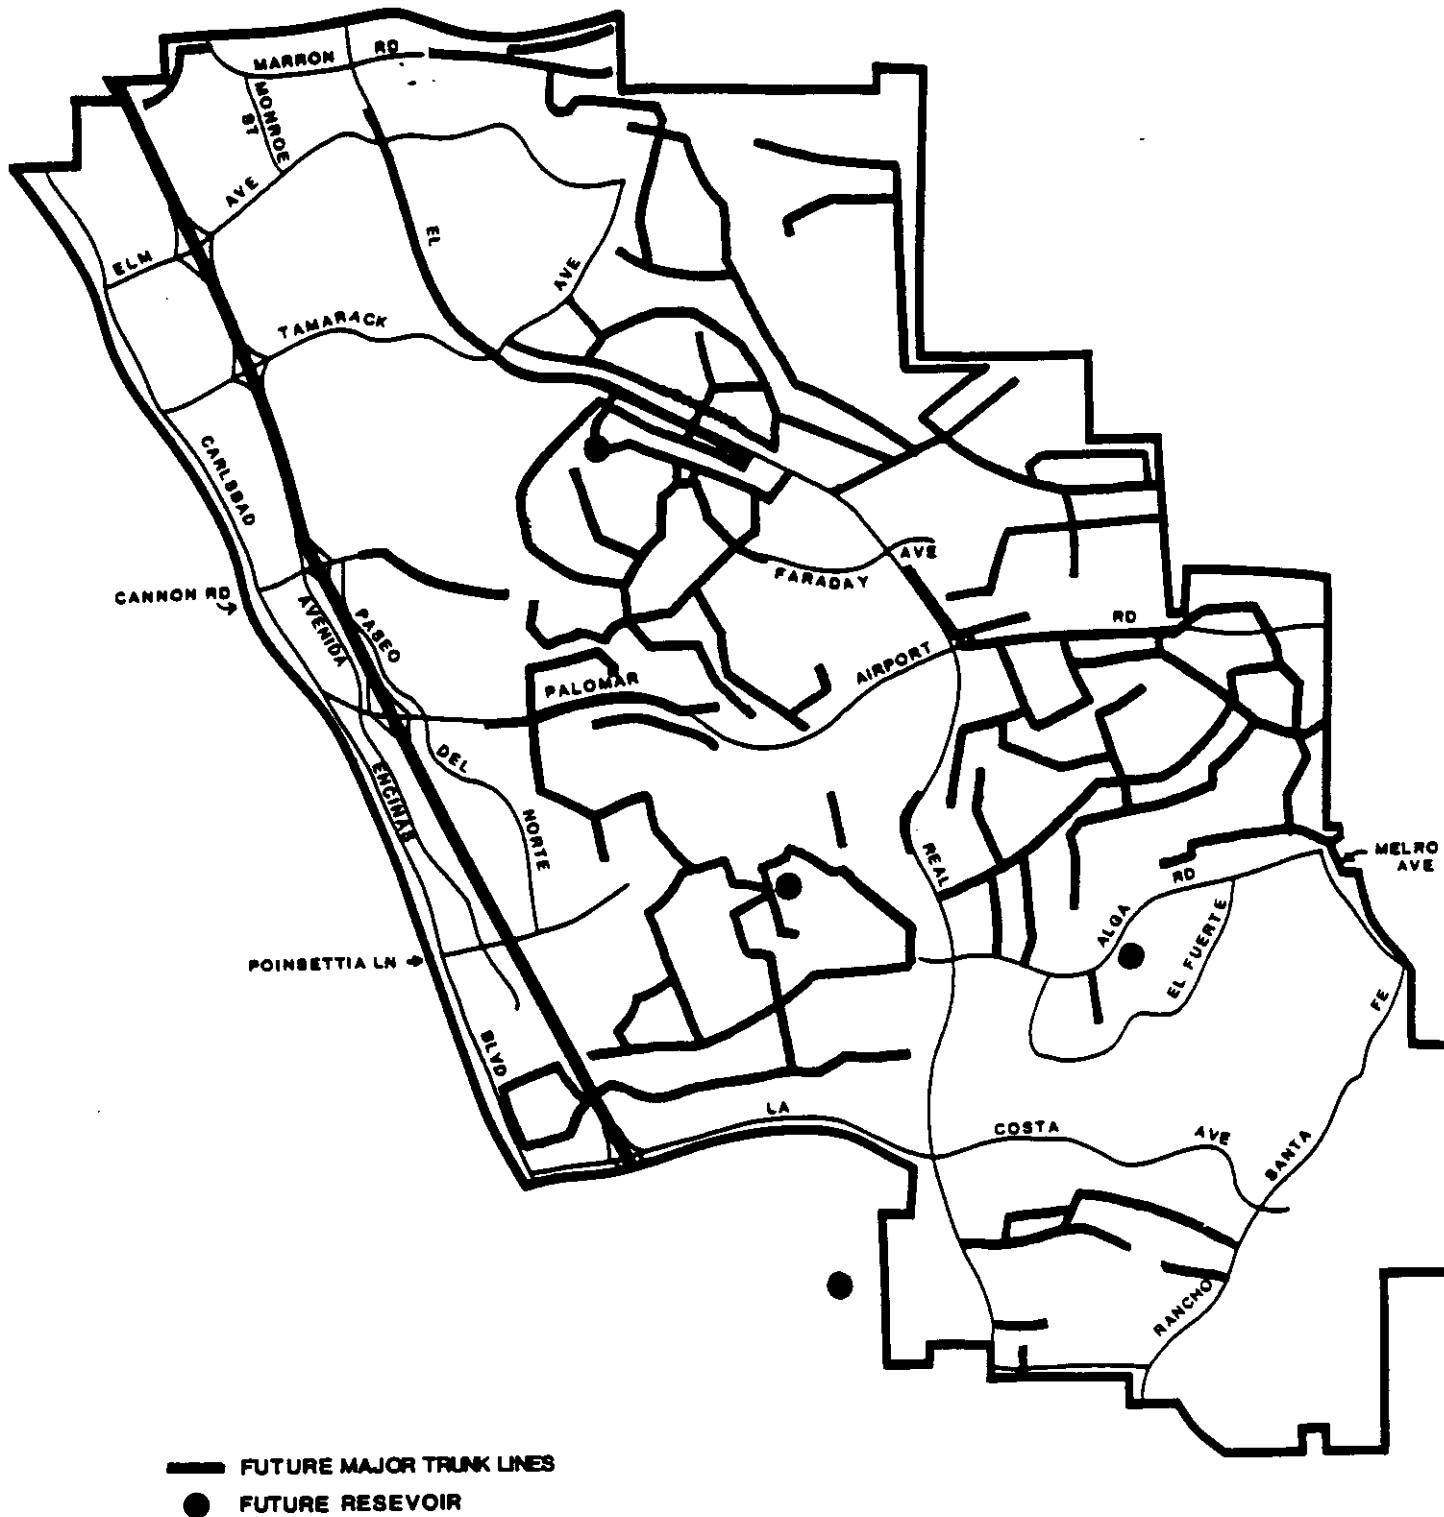 MARRON RD
MONROE ST
ELM AVE
EL
AVE
TAMARACK
CARLSBAD
CANNON RD
AVENIDA
PASEO
FARADAY AVE
PALOMAR
AIRPORT
RD
DEL
NORTE
ENCINAS
REAL
MELRO
AVE
RD
ALGA
EL FUERTE
POINSETTIA LN
BLVD
FE
LA COSTA AVE
SANTA
RANCHO
FUTURE MAJOR TRUNK LINES
FUTURE RESEVOIR